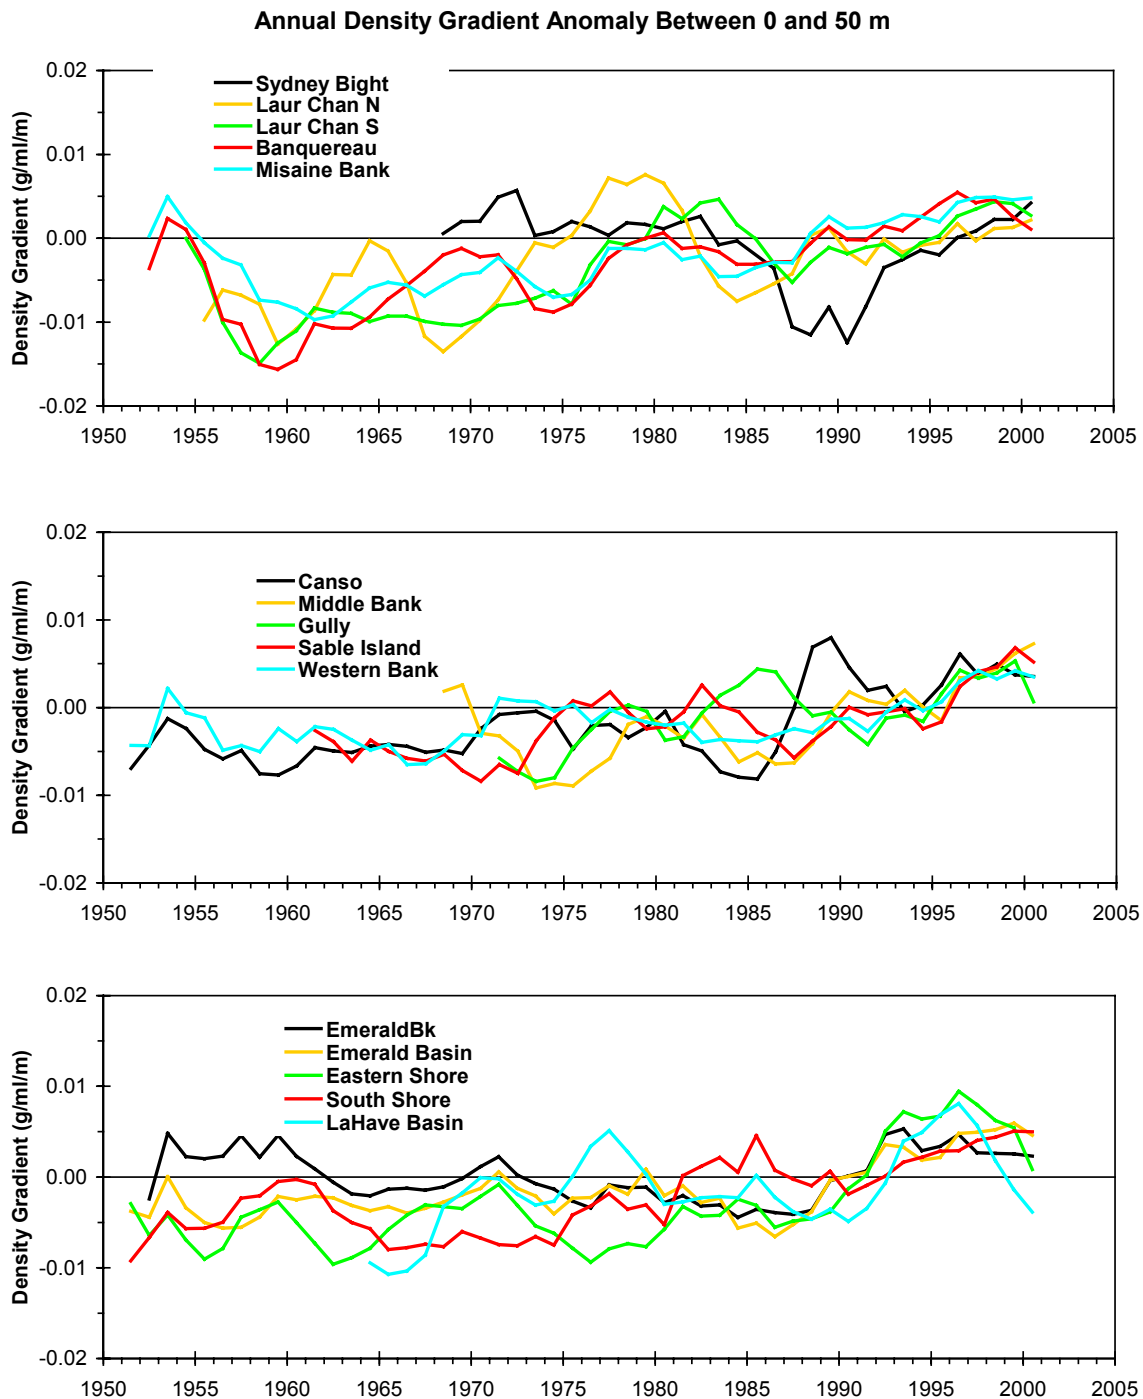 Annual Density Gradient Anomaly Between 0 and 50 m
Density Gradient (g/ml/m)
0.02
0.01
0.00
-0.01
-0.02
Sydney Bight
Laur Chan N
Laur Chan S
Banquereau
Misaine Bank
1950 1955 1960 1965 1970 1975 1980 1985 1990 1995 2000 2005
Density Gradient (g/ml/m)
0.02
0.01
0.00
-0.01
-0.02
Canso
Middle Bank
Gully
Sable Island
Western Bank
1950 1955 1960 1965 1970 1975 1980 1985 1990 1995 2000 2005
Density Gradient (g/ml/m)
0.02
0.01
0.00
-0.01
-0.02
EmeraldBk
Emerald Basin
Eastern Shore
South Shore
LaHave Basin
1950 1955 1960 1965 1970 1975 1980 1985 1990 1995 2000 2005